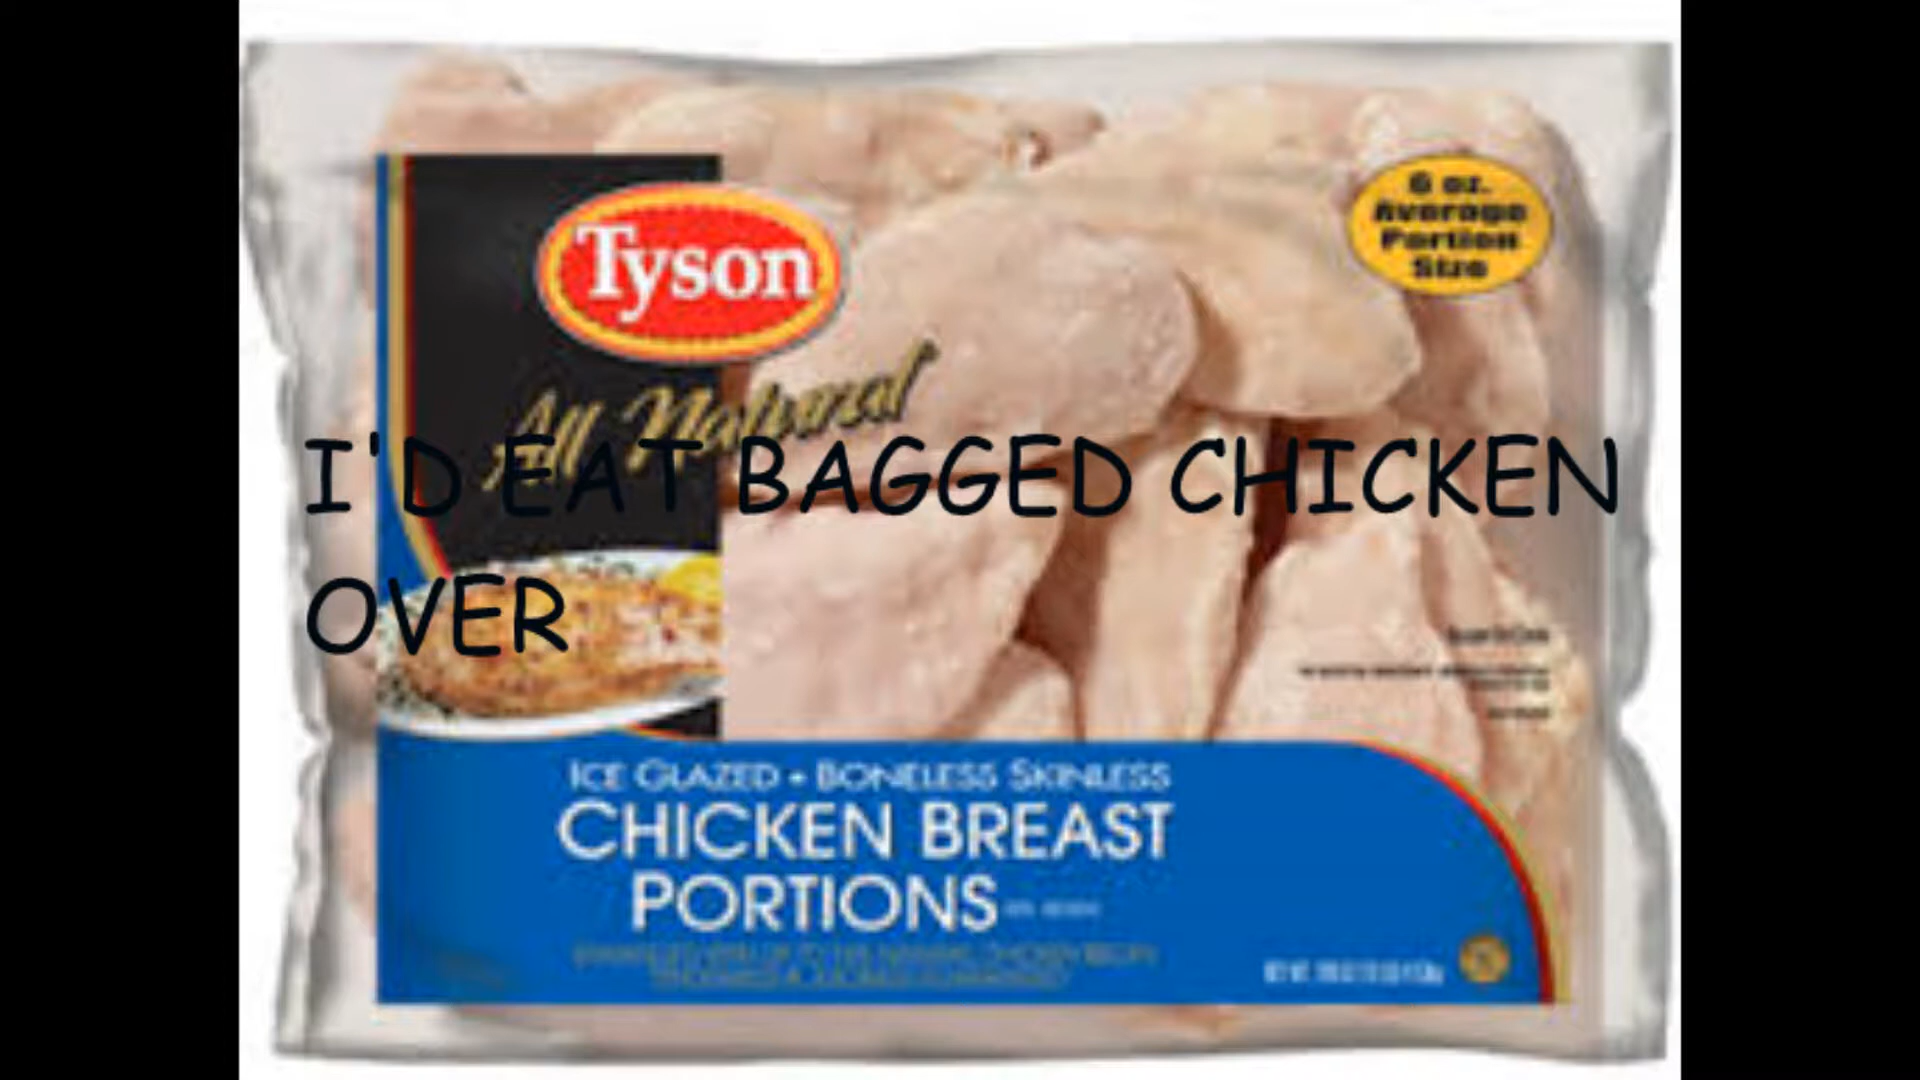 Tyson
6 oz.
Average
Portion
Size
All Natural
I'D EAT BAGGED CHICKEN
OVER
ICE GLAZED • BONELESS SKINLESS
CHICKEN BREAST
PORTIONS